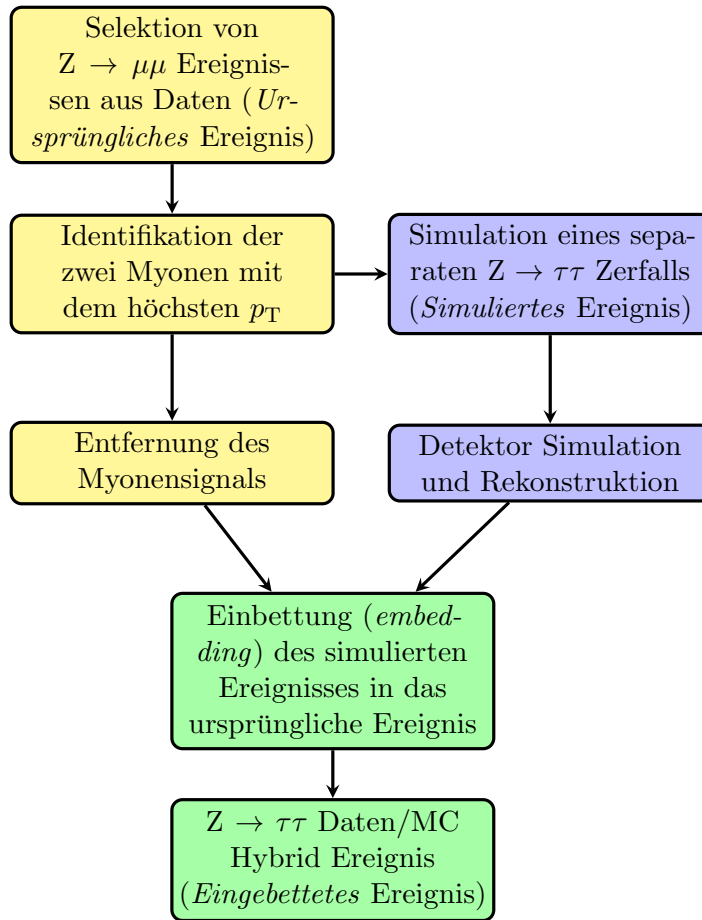 Selektion von
Z → μμ Ereignis-
sen aus Daten (Ur-
sprüngliches Ereignis)
Identifikation der
zwei Myonen mit
dem höchsten pT
Simulation eines sepa-
raten Z → ττ Zerfalls
(Simuliertes Ereignis)
Entfernung des
Myonensignals
Detektor Simulation
und Rekonstruktion
Einbettung (embed-
ding) des simulierten
Ereignisses in das
ursprüngliche Ereignis
Z → ττ Daten/MC
Hybrid Ereignis
(Eingebettetes Ereignis)